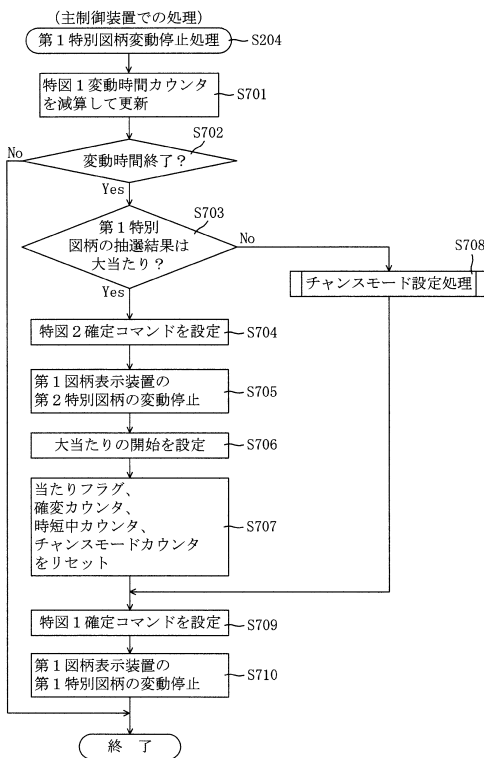 (主制御装置での処理)
第1特別図柄変動停止処理
S204
特図1変動時間カウンタ
を減算して更新
S701
S702
No
変動時間終了?
Yes
S703
第1特別
図柄の抽選結果は
大当たり?
No
S708
Yes
チャンスモード設定処理
特図2確定コマンドを設定
S704
第1図柄表示装置の
第2特別図柄の変動停止
S705
大当たりの開始を設定
S706
当たりフラグ、
確変カウンタ、
時短中カウンタ、
チャンスモードカウンタ
をリセット
S707
特図1確定コマンドを設定
S709
第1図柄表示装置の
第1特別図柄の変動停止
S710
終 了